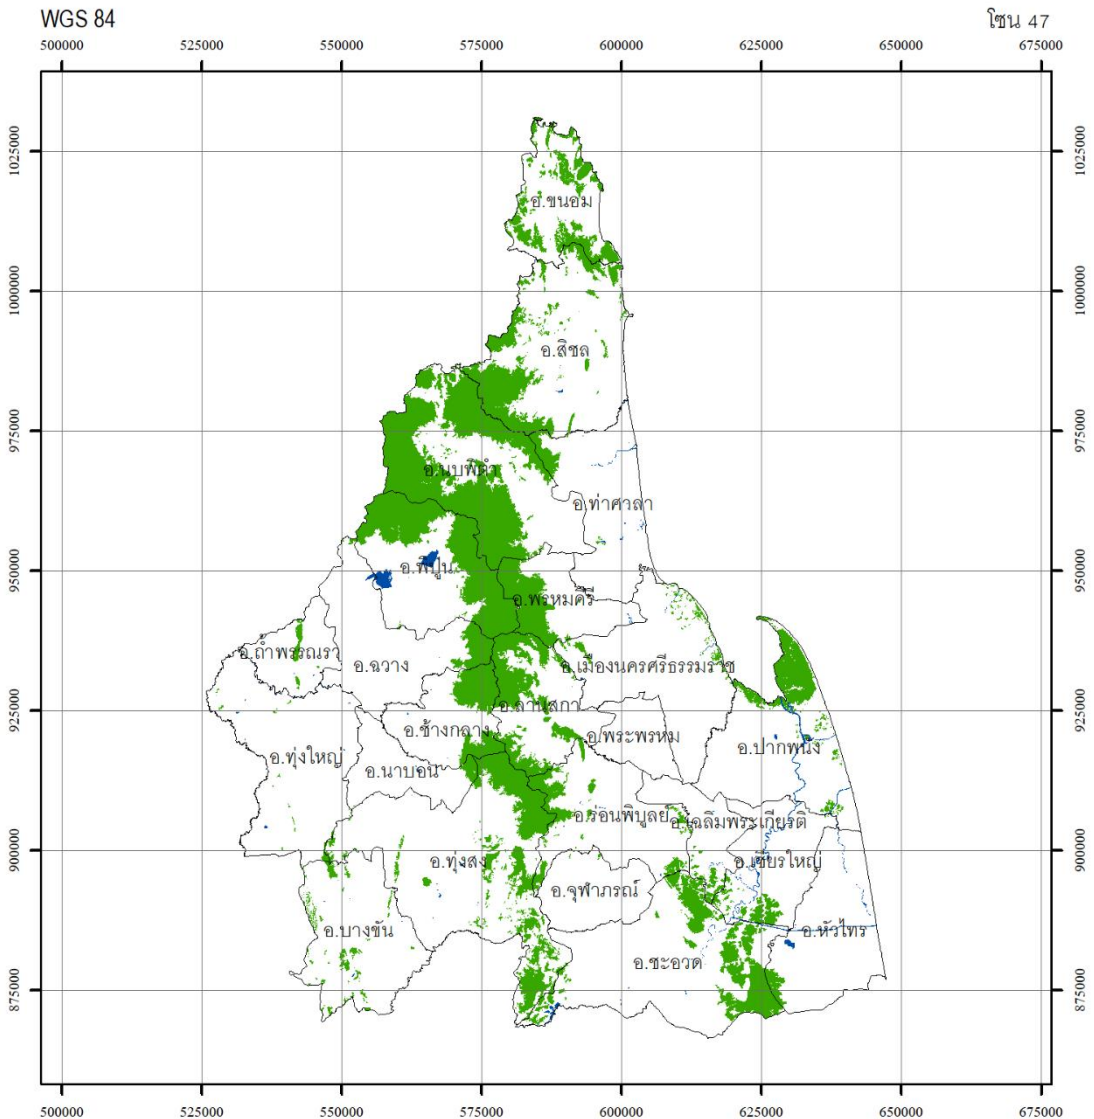 WGS 84
โซน 47
500000 525000 550000 575000 600000 625000 650000 675000
1025000 1025000
อ.ขนอม
1000000 1000000
อ.สิชล
975000 975000
อ.นบพิตำ
อ.ท่าศาลา
950000 950000
อ.พิปูน
อ.พรหมคีรี
อ.ถ้ำพรรณรา
อ.ฉวาง
อ.เมืองนครศรีธรรมราช
อ.ลานสกา
925000 925000
อ.ช้างกลาง
อ.พระพรหม
อ.ปากพนัง
อ.ทุ่งใหญ่
อ.นาบอน
อ.ร่อนพิบูลย์
อ.เฉลิมพระเกียรติ
900000 900000
อ.ทุ่งสง
อ.เชียรใหญ่
อ.จุฬาภรณ์
อ.บางขัน
อ.หัวไทร
อ.ชะอวด
875000 875000
500000 525000 550000 575000 600000 625000 650000 675000